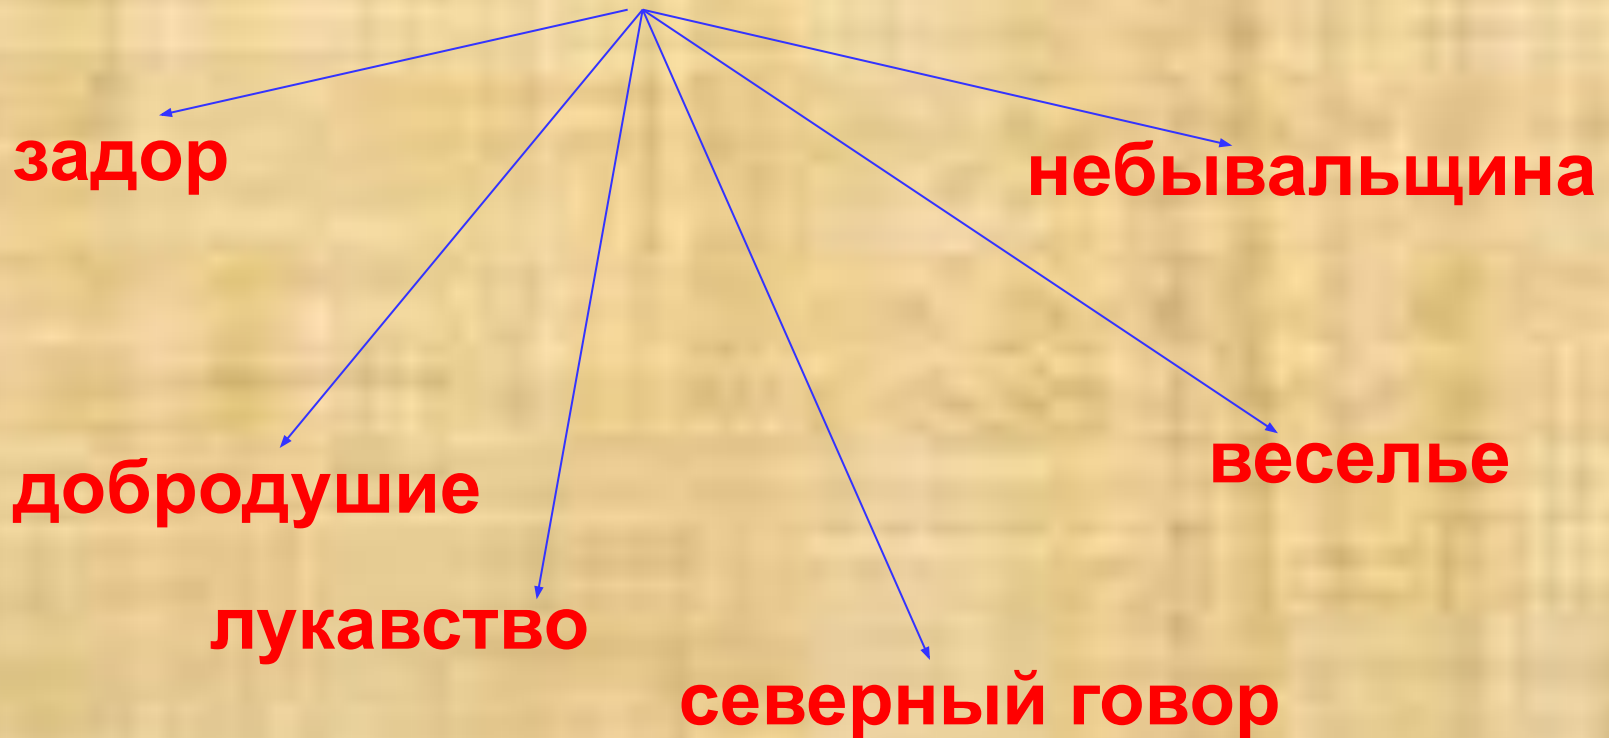 задор
небывальщина
добродушие
веселье
лукавство
северный говор